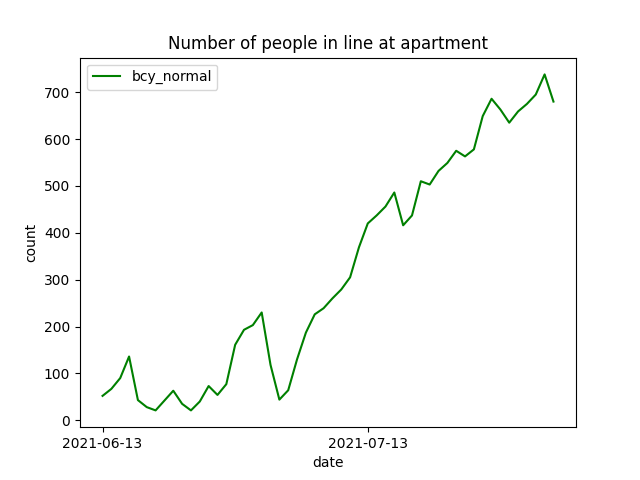 Number of people in line at apartment
bcy_normal
700
600
500
400
300
200
100
0
count
2021-06-13
2021-07-13
date